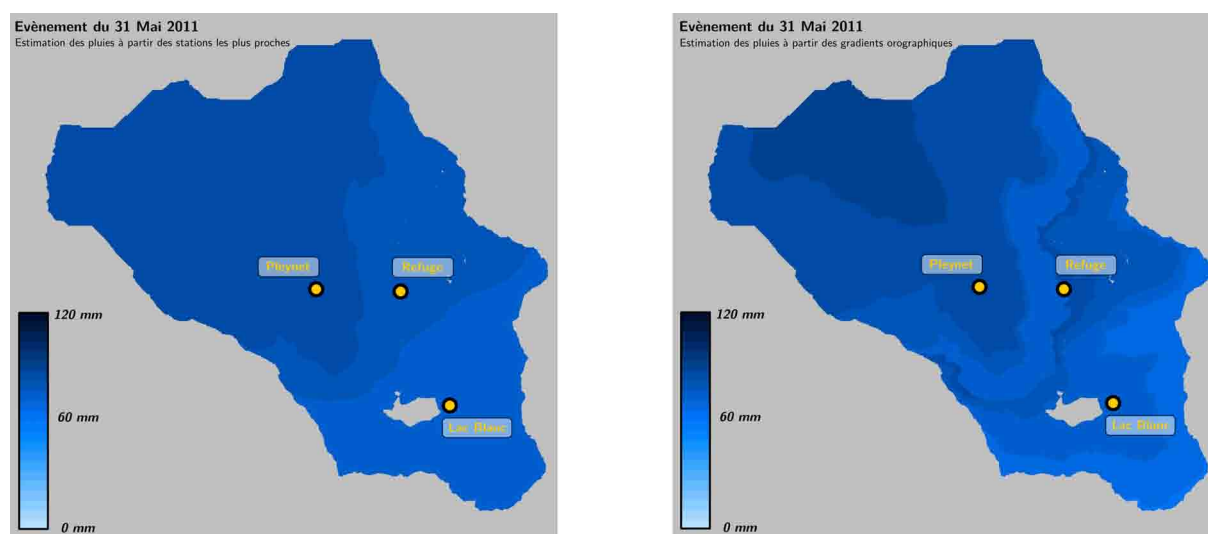 Evènement du 31 Mai 2011
Estimation des pluies à partir des stations les plus proches
Pleynet
Refuge
120 mm
60 mm
Lac Blanc
0 mm
Evènement du 31 Mai 2011
Estimation des pluies à partir des gradients orographiques
Pleynet
Refuge
120 mm
60 mm
Lac Blanc
0 mm